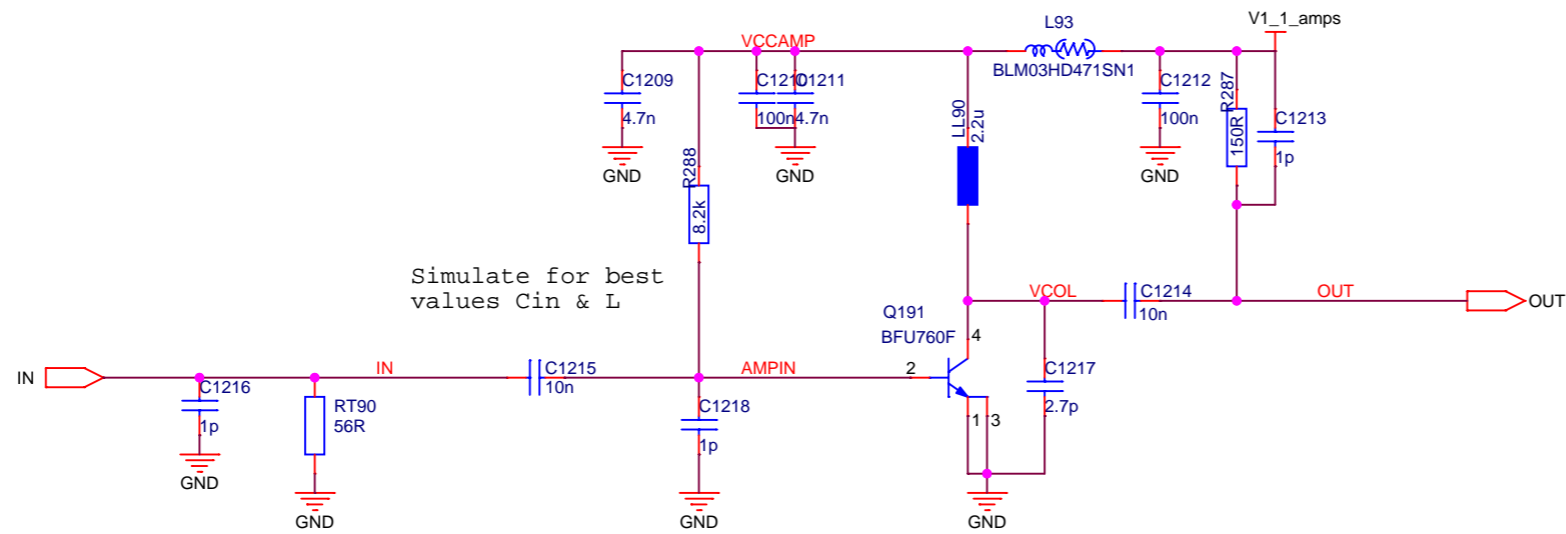 V1_1_amps
L93
VCCAMP
BLM03HD471SN1
C1209
4.7n
GND
C1210
100n
C1211
4.7n
GND
R288
8.2k
LL90
2.2u
C1212
100n
GND
R287
150R
C1213
1p
Simulate for best
values Cin & L
VCOL
C1214
10n
OUT
OUT
Q191
BFU760F
4
2
1
3
C1217
2.7p
GND
IN
IN
C1216
1p
GND
RT90
56R
GND
C1215
10n
AMPIN
C1218
1p
GND